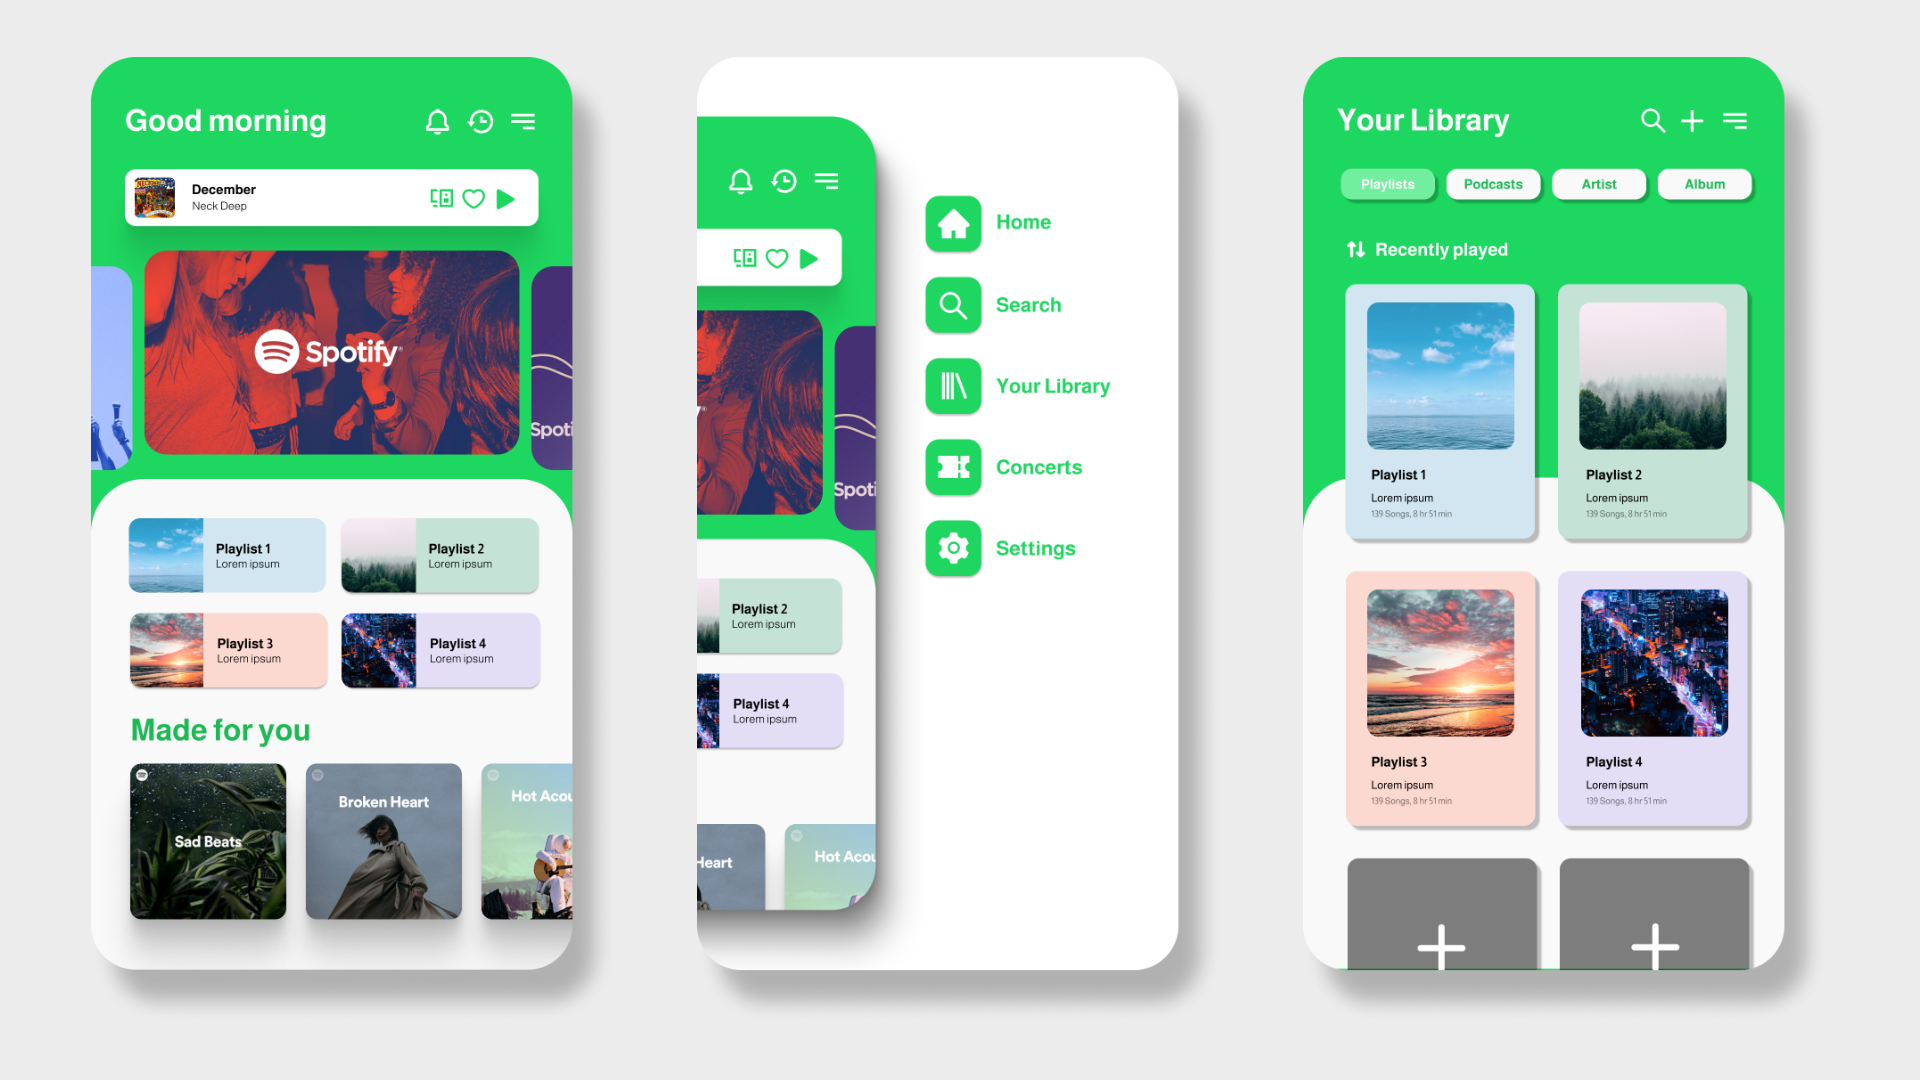 Good morning
December
Neck Deep
Spotify®
Spoti
Playlist 1
Lorem ipsum
Playlist 2
Lorem ipsum
Playlist 3
Lorem ipsum
Playlist 4
Lorem ipsum
Made for you
Sad Beats
Broken Heart
Hot Acou
Spoti
Playlist 2
Lorem ipsum
Playlist 4
Lorem ipsum
Heart
Hot Acou
Home
Search
Your Library
Concerts
Settings
Your Library
Playlists
Podcasts
Artist
Album
Recently played
Playlist 1
Lorem ipsum
139 Songs, 8 hr 51 min
Playlist 2
Lorem ipsum
139 Songs, 8 hr 51 min
Playlist 3
Lorem ipsum
139 Songs, 8 hr 51 min
Playlist 4
Lorem ipsum
139 Songs, 8 hr 51 min